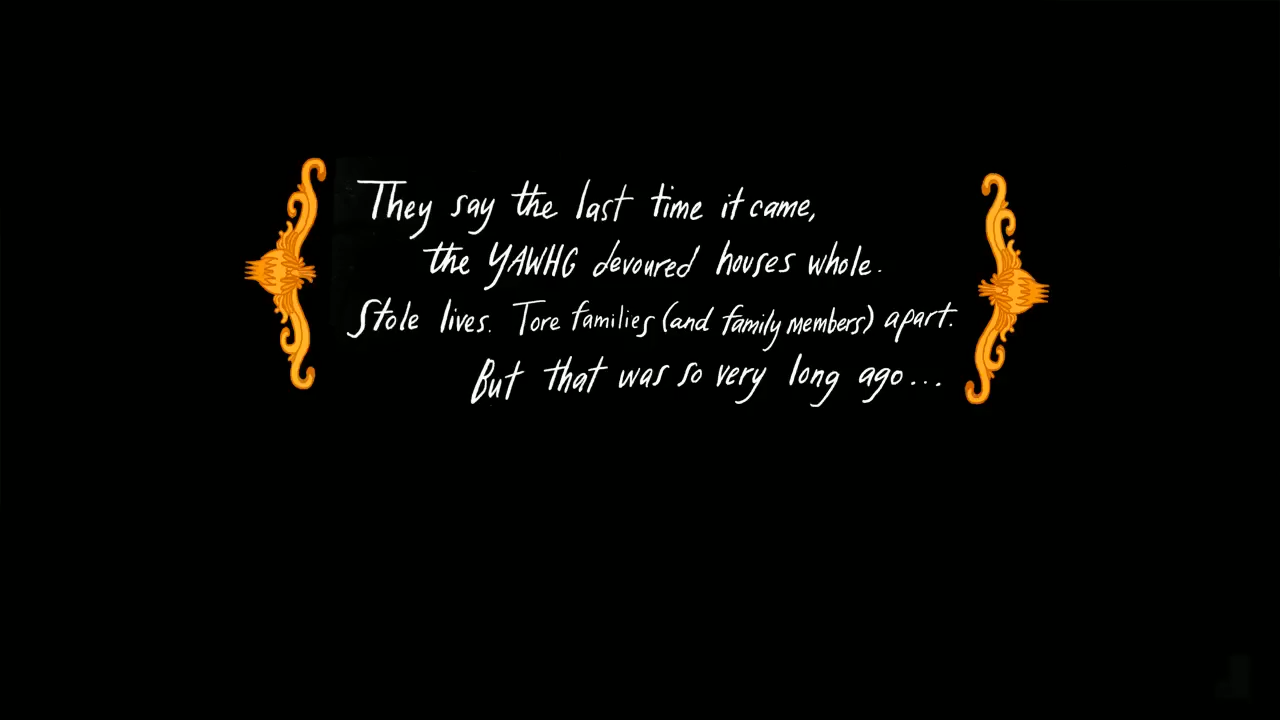 They say the last time it came,
the YAWHG devoured houses whole.
Stole lives. Tore families (and family members) apart.
But that was so very long ago...